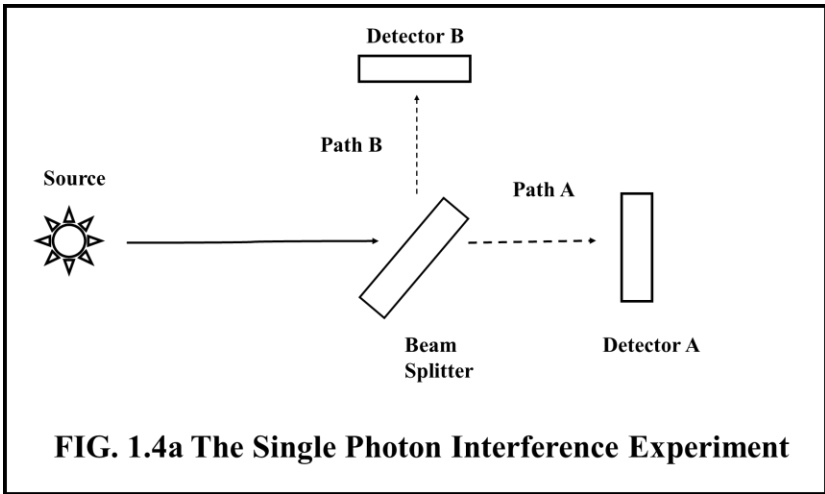 Detector B
Path B
Source
Path A
Beam
Splitter
Detector A
FIG. 1.4a The Single Photon Interference Experiment